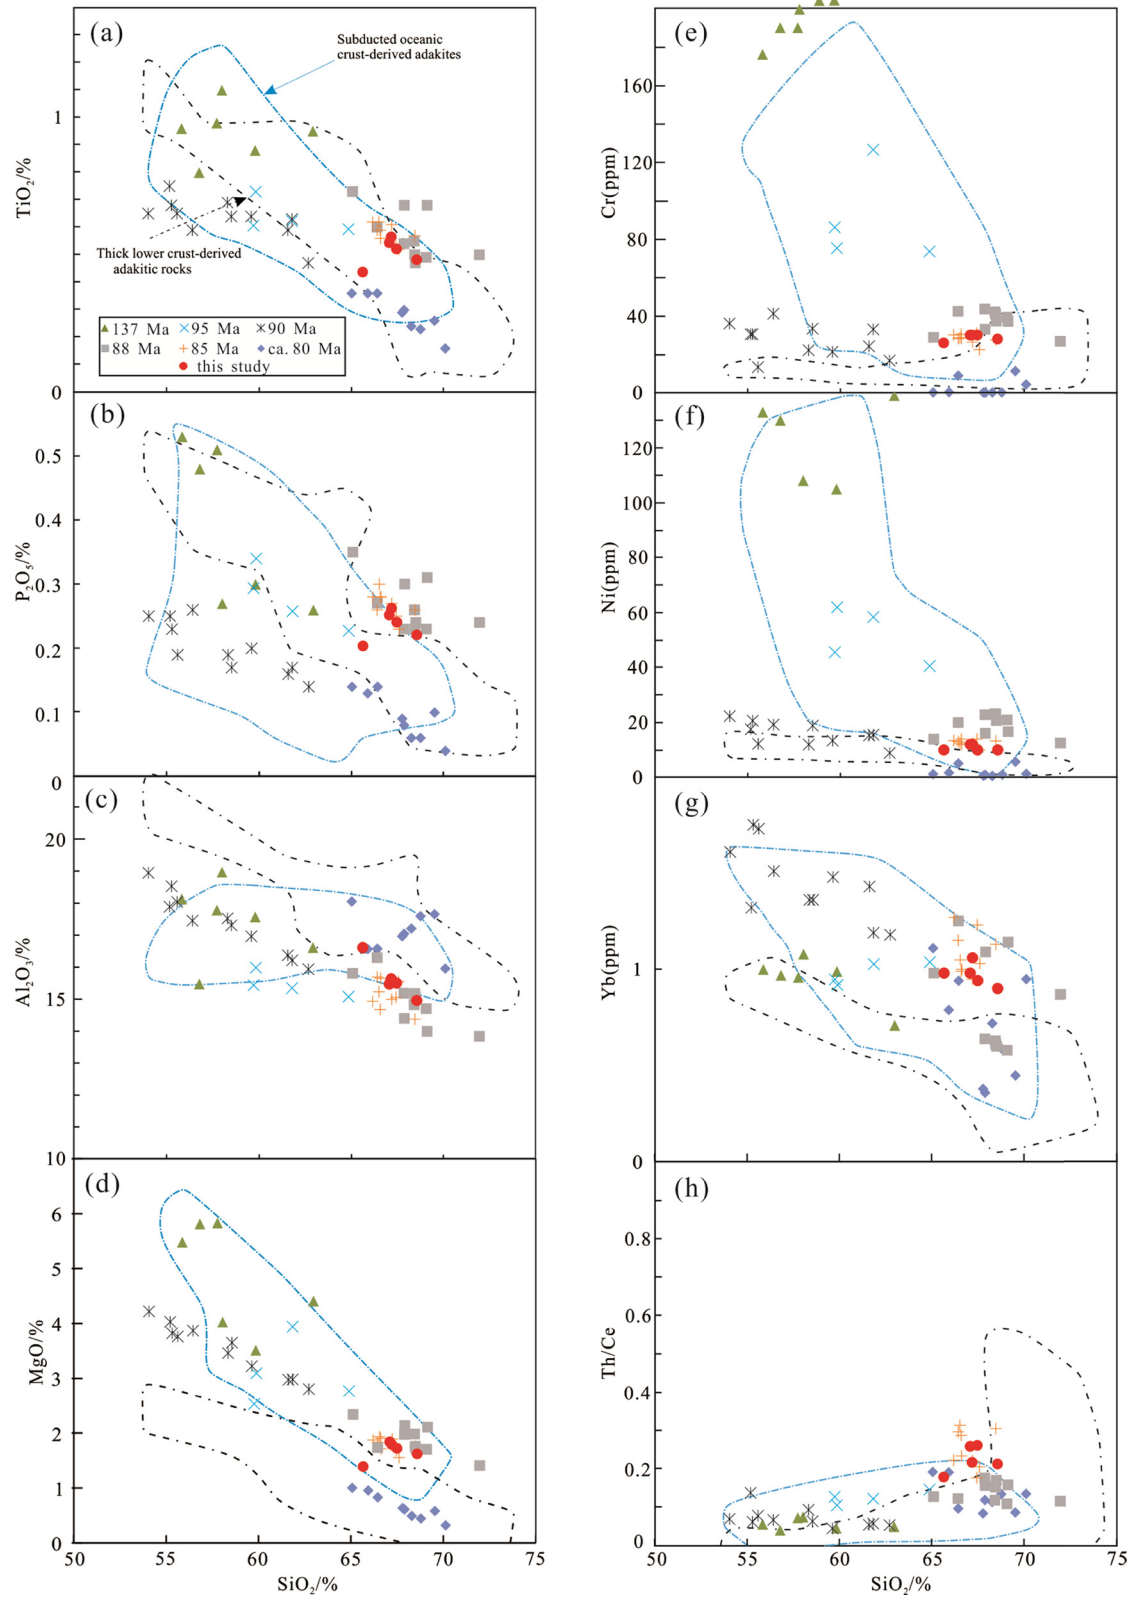 (a)
Subducted oceanic
crust-derived adakites
1
TiO₂/%
Thick lower crust-derived
adakitic rocks
137 Ma 95 Ma 90 Ma
88 Ma 85 Ma ca. 80 Ma
this study
0
(b)
0.5
0.4
P₂O₅/%
0.3
0.2
0.1
0
(c)
20
Al₂O₃/%
15
10
(d)
6
5
4
MgO/%
3
2
1
0
50 55 60 65 70 75
SiO₂/%
(e)
160
120
Cr(ppm)
80
40
0
(f)
120
100
80
Ni(ppm)
60
40
20
0
(g)
Yb(ppm)
1
0
(h)
0.8
0.6
Th/Ce
0.4
0.2
0
50 55 60 65 70 75
SiO₂/%